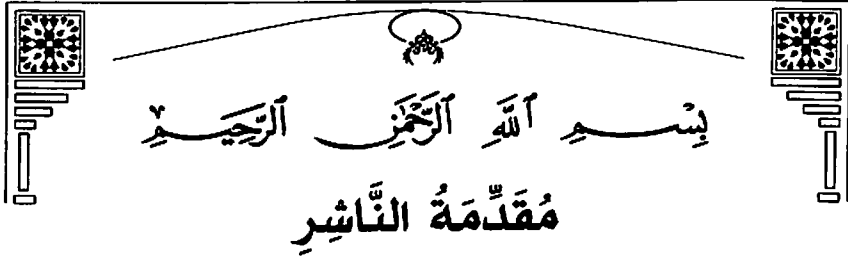 بِسْمِ ٱللَّهِ ٱلرَّحْمَٰنِ ٱلرَّحِيمِ
مُقَدِّمَةُ النَّاشِرِ